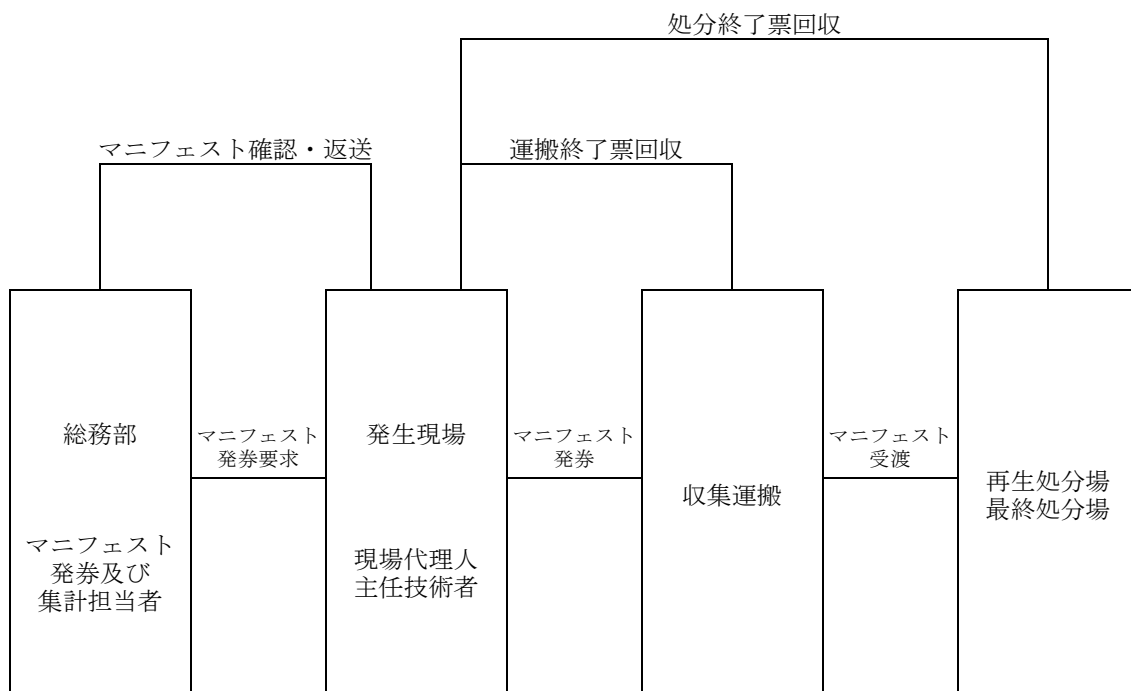 処分終了票回収
マニフェスト確認・返送
運搬終了票回収
総務部
マニフェスト
発券及び
集計担当者
マニフェスト
発券要求
発生現場
現場代理人
主任技術者
マニフェスト
発券
収集運搬
マニフェスト
受渡
再生処分場
最終処分場